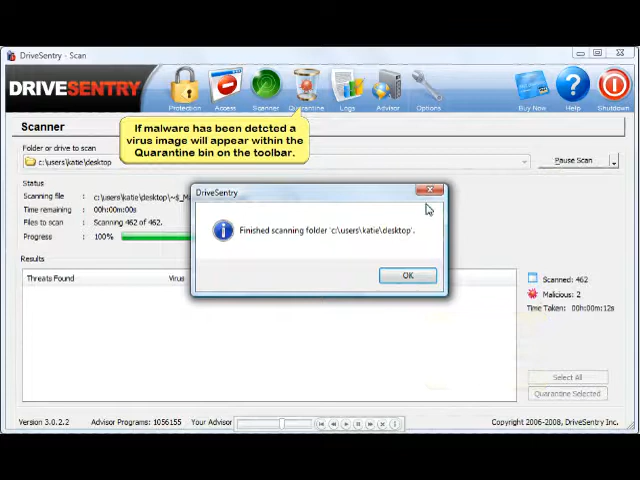 DriveSentry - Scan
DRIVESENTRY
Protection Access Scanner Quarantine Logs Advisor Options Buy Now Help Shutdown
Scanner
If malware has been detcted a
virus image will appear within the
Quarantine bin on the toolbar.
Folder or drive to scan
c:\users\katie\desktop
Pause Scan
Status
Scanning file : c:\users\katie\desktop\~$_Ma
Time remaining : 00h:00m:00s
Files to scan : Scanning 462 of 462.
Progress : 100%
DriveSentry
Finished scanning folder 'c:\users\katie\desktop'.
OK
Results
Threats Found Virus
Scanned: 462
Malicious: 2
Time Taken: 00h:00m:12s
Select All
Quarantine Selected
Version 3.0.2.2 Advisor Programs: 1056155 Your Advisor Copyright 2006-2008, DriveSentry Inc.